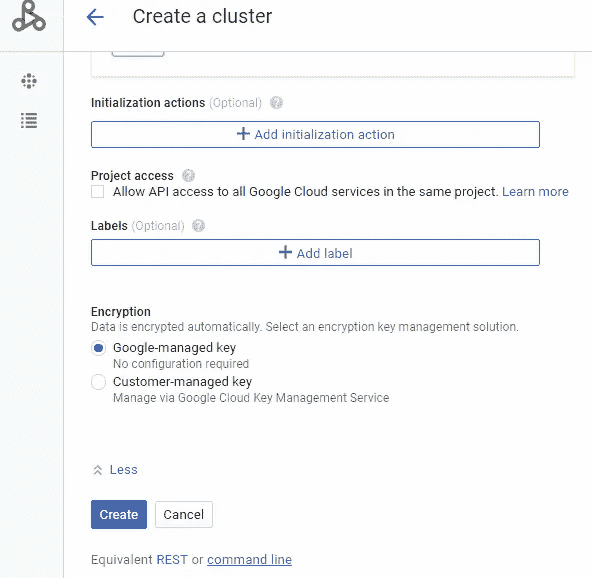 Create a cluster
Initialization actions (Optional) ?
+ Add initialization action
Project access ?
Allow API access to all Google Cloud services in the same project. Learn more
Labels (Optional) ?
+ Add label
Encryption
Data is encrypted automatically. Select an encryption key management solution.
Google-managed key
No configuration required
Customer-managed key
Manage via Google Cloud Key Management Service
Less
Create Cancel
Equivalent REST or command line